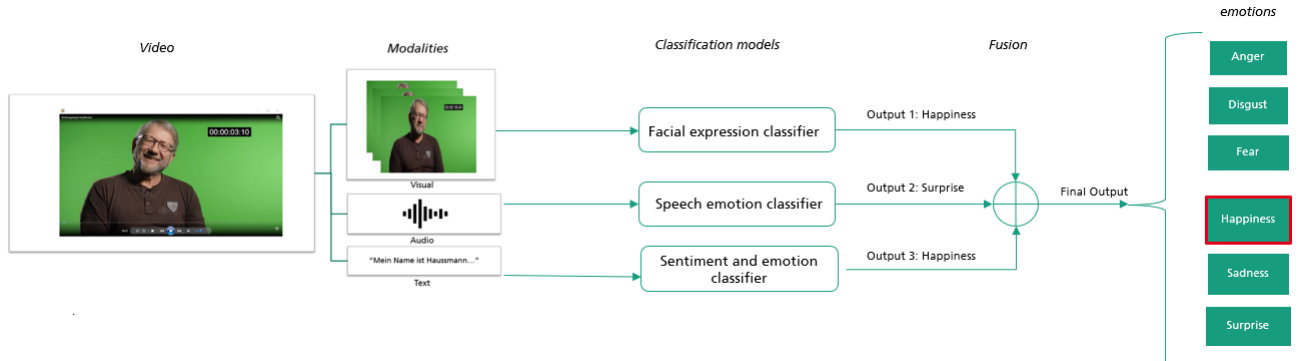 emotions
Video
Modalities
Classification models
Fusion
Anger
Disgust
Fear
Happiness
Sadness
Surprise
00:00:03:10
Visual
Audio
"Mein Name ist Haussmann..."
Text
Facial expression classifier
Speech emotion classifier
Sentiment and emotion
classifier
Output 1: Happiness
Output 2: Surprise
Output 3: Happiness
Final Output